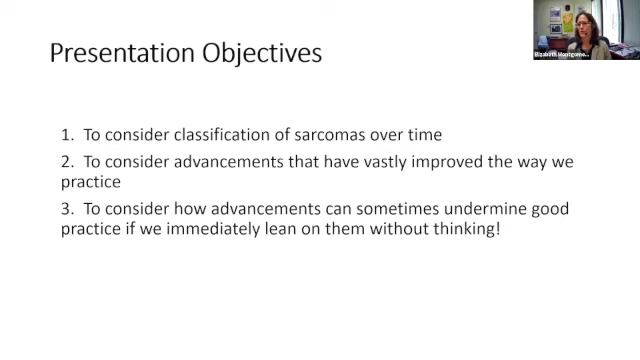 Presentation Objectives
Elizabeth Montgome...
1. To consider classification of sarcomas over time
2. To consider advancements that have vastly improved the way we
practice
3. To consider how advancements can sometimes undermine good
practice if we immediately lean on them without thinking!